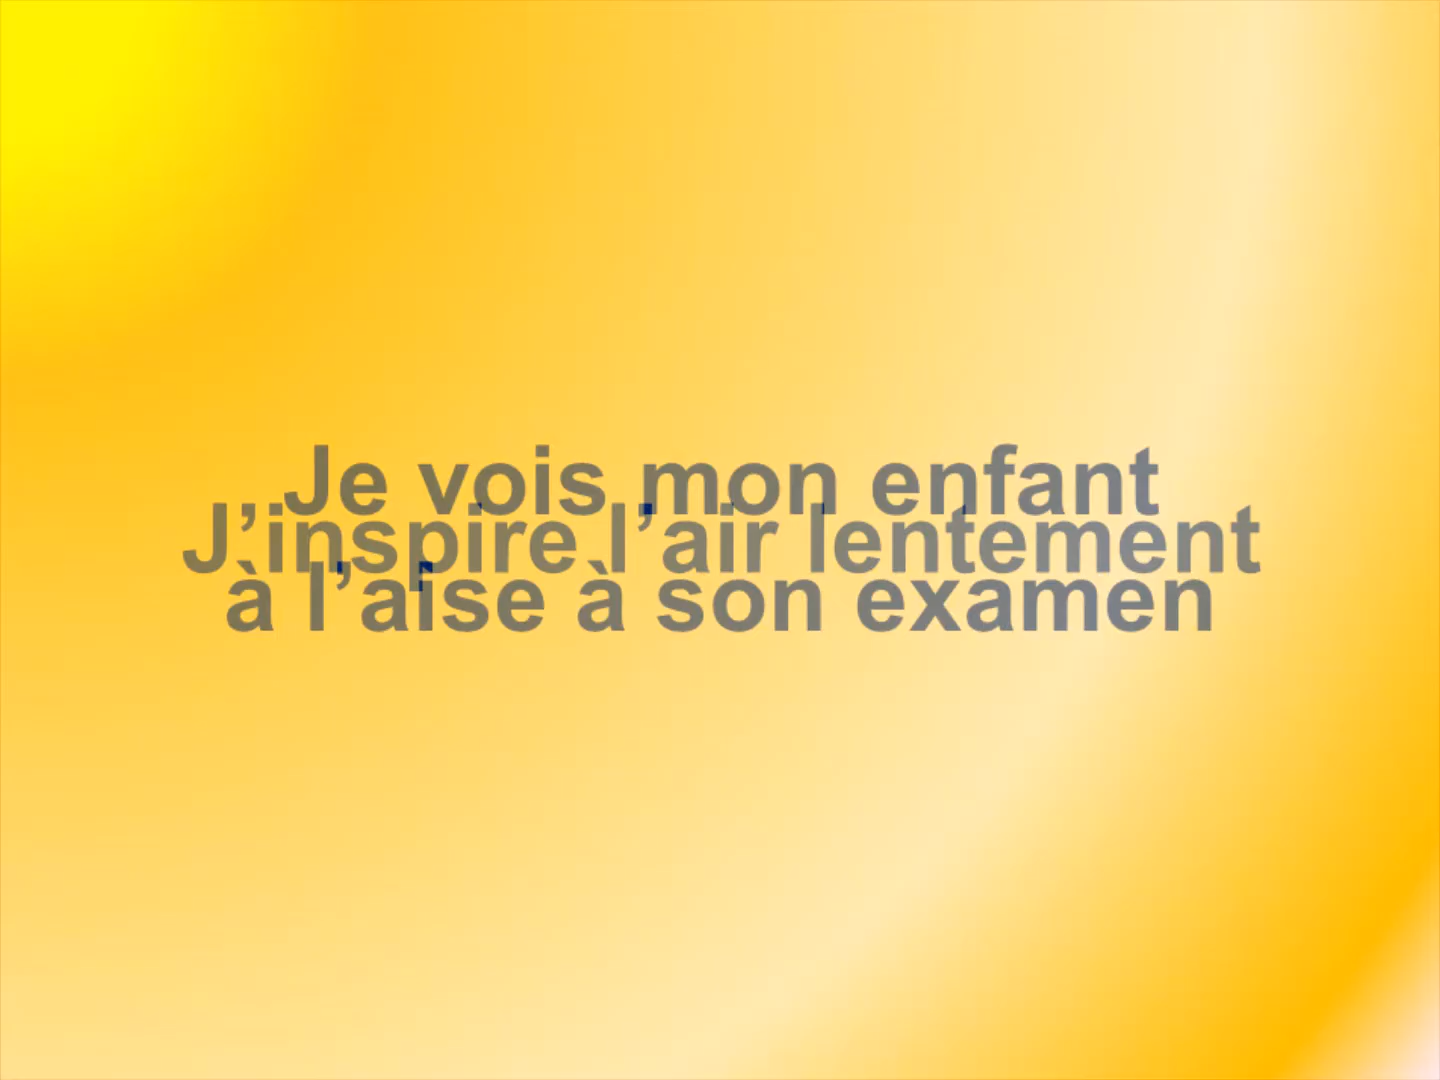 Je vois mon enfant
J’inspire l’air lentement
à l’aise à son examen